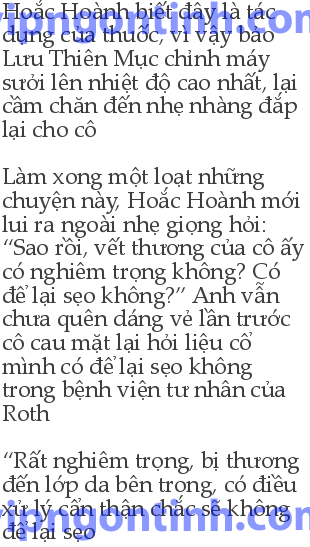 Hoắc Hoành biết đây là tác
dụng của thuốc, vì vậy bảo
Lưu Thiên Mục chỉnh máy
sưởi lên nhiệt độ cao nhất, lại
cầm chăn đến nhẹ nhàng đắp
lại cho cô
Làm xong một loạt những
chuyện này, Hoắc Hoành mới
lui ra ngoài nhẹ giọng hỏi:
“Sao rồi, vết thương của cô ấy
có nghiêm trọng không? Có
để lại sẹo không?” Anh vẫn
chưa quên dáng vẻ lần trước
cô cau mặt lại hỏi liệu cổ
mình có để lại sẹo không
trong bệnh viện tư nhân của
Roth
“Rất nghiêm trọng, bị thương
đến lớp da bên trong, có điều
xử lý cẩn thận chắc sẽ không
để lại sẹo
vipngontinh.com
vipngontinh.com